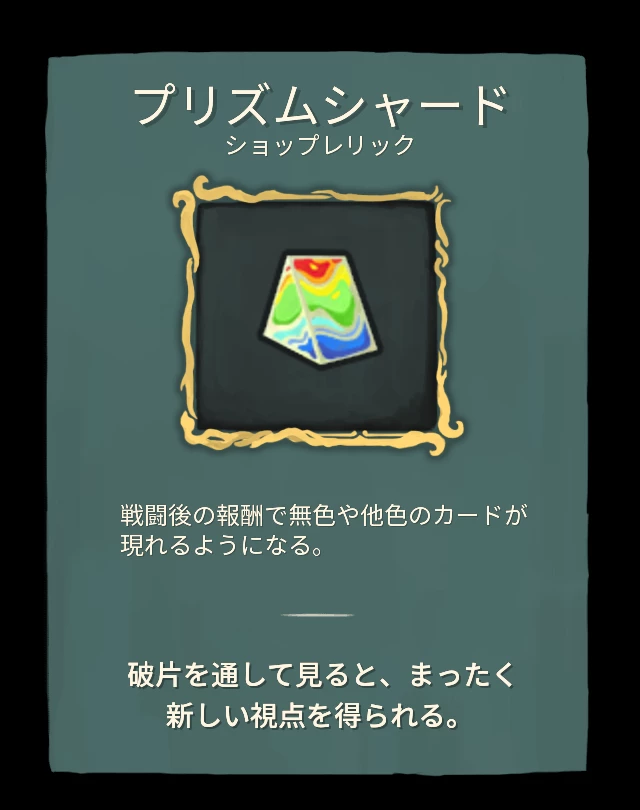 プリズムシャード
ショップレリック
戦闘後の報酬で無色や他色のカードが
現れるようになる。
破片を通して見ると、まったく
新しい視点を得られる。